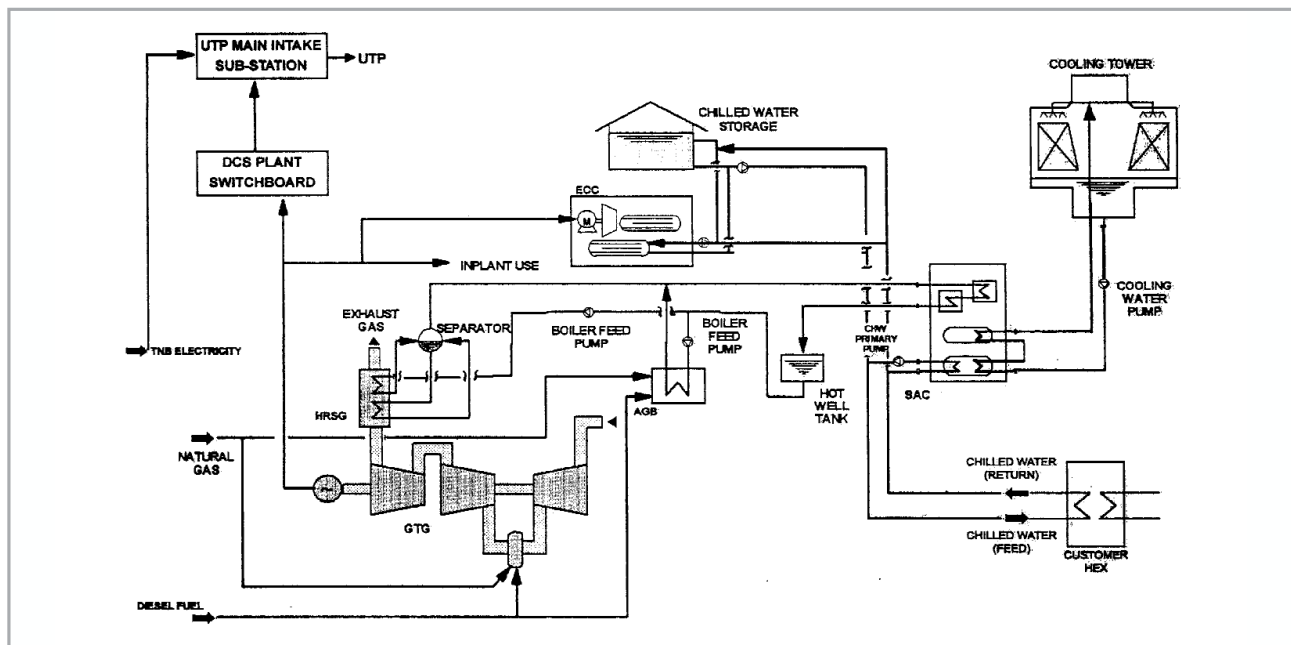 UTP MAIN INTAKE
SUB-STATION
UTP
COOLING TOWER
CHILLED WATER
STORAGE
DCS PLANT
SWITCHBOARD
ECC
M
INPLANT USE
EXHAUST
GAS
SEPARATOR
BOILER FEED
PUMP
BOILER
FEED
PUMP
COOLING
WATER
PUMP
TNB ELECTRICITY
CHW
PRIMARY
PUMP
HRSG
AGB
HOT
WELL
TANK
SAC
NATURAL
GAS
GTG
CHILLED WATER
(RETURN)
CHILLED WATER
(FEED)
CUSTOMER
HEX
DIESEL FUEL